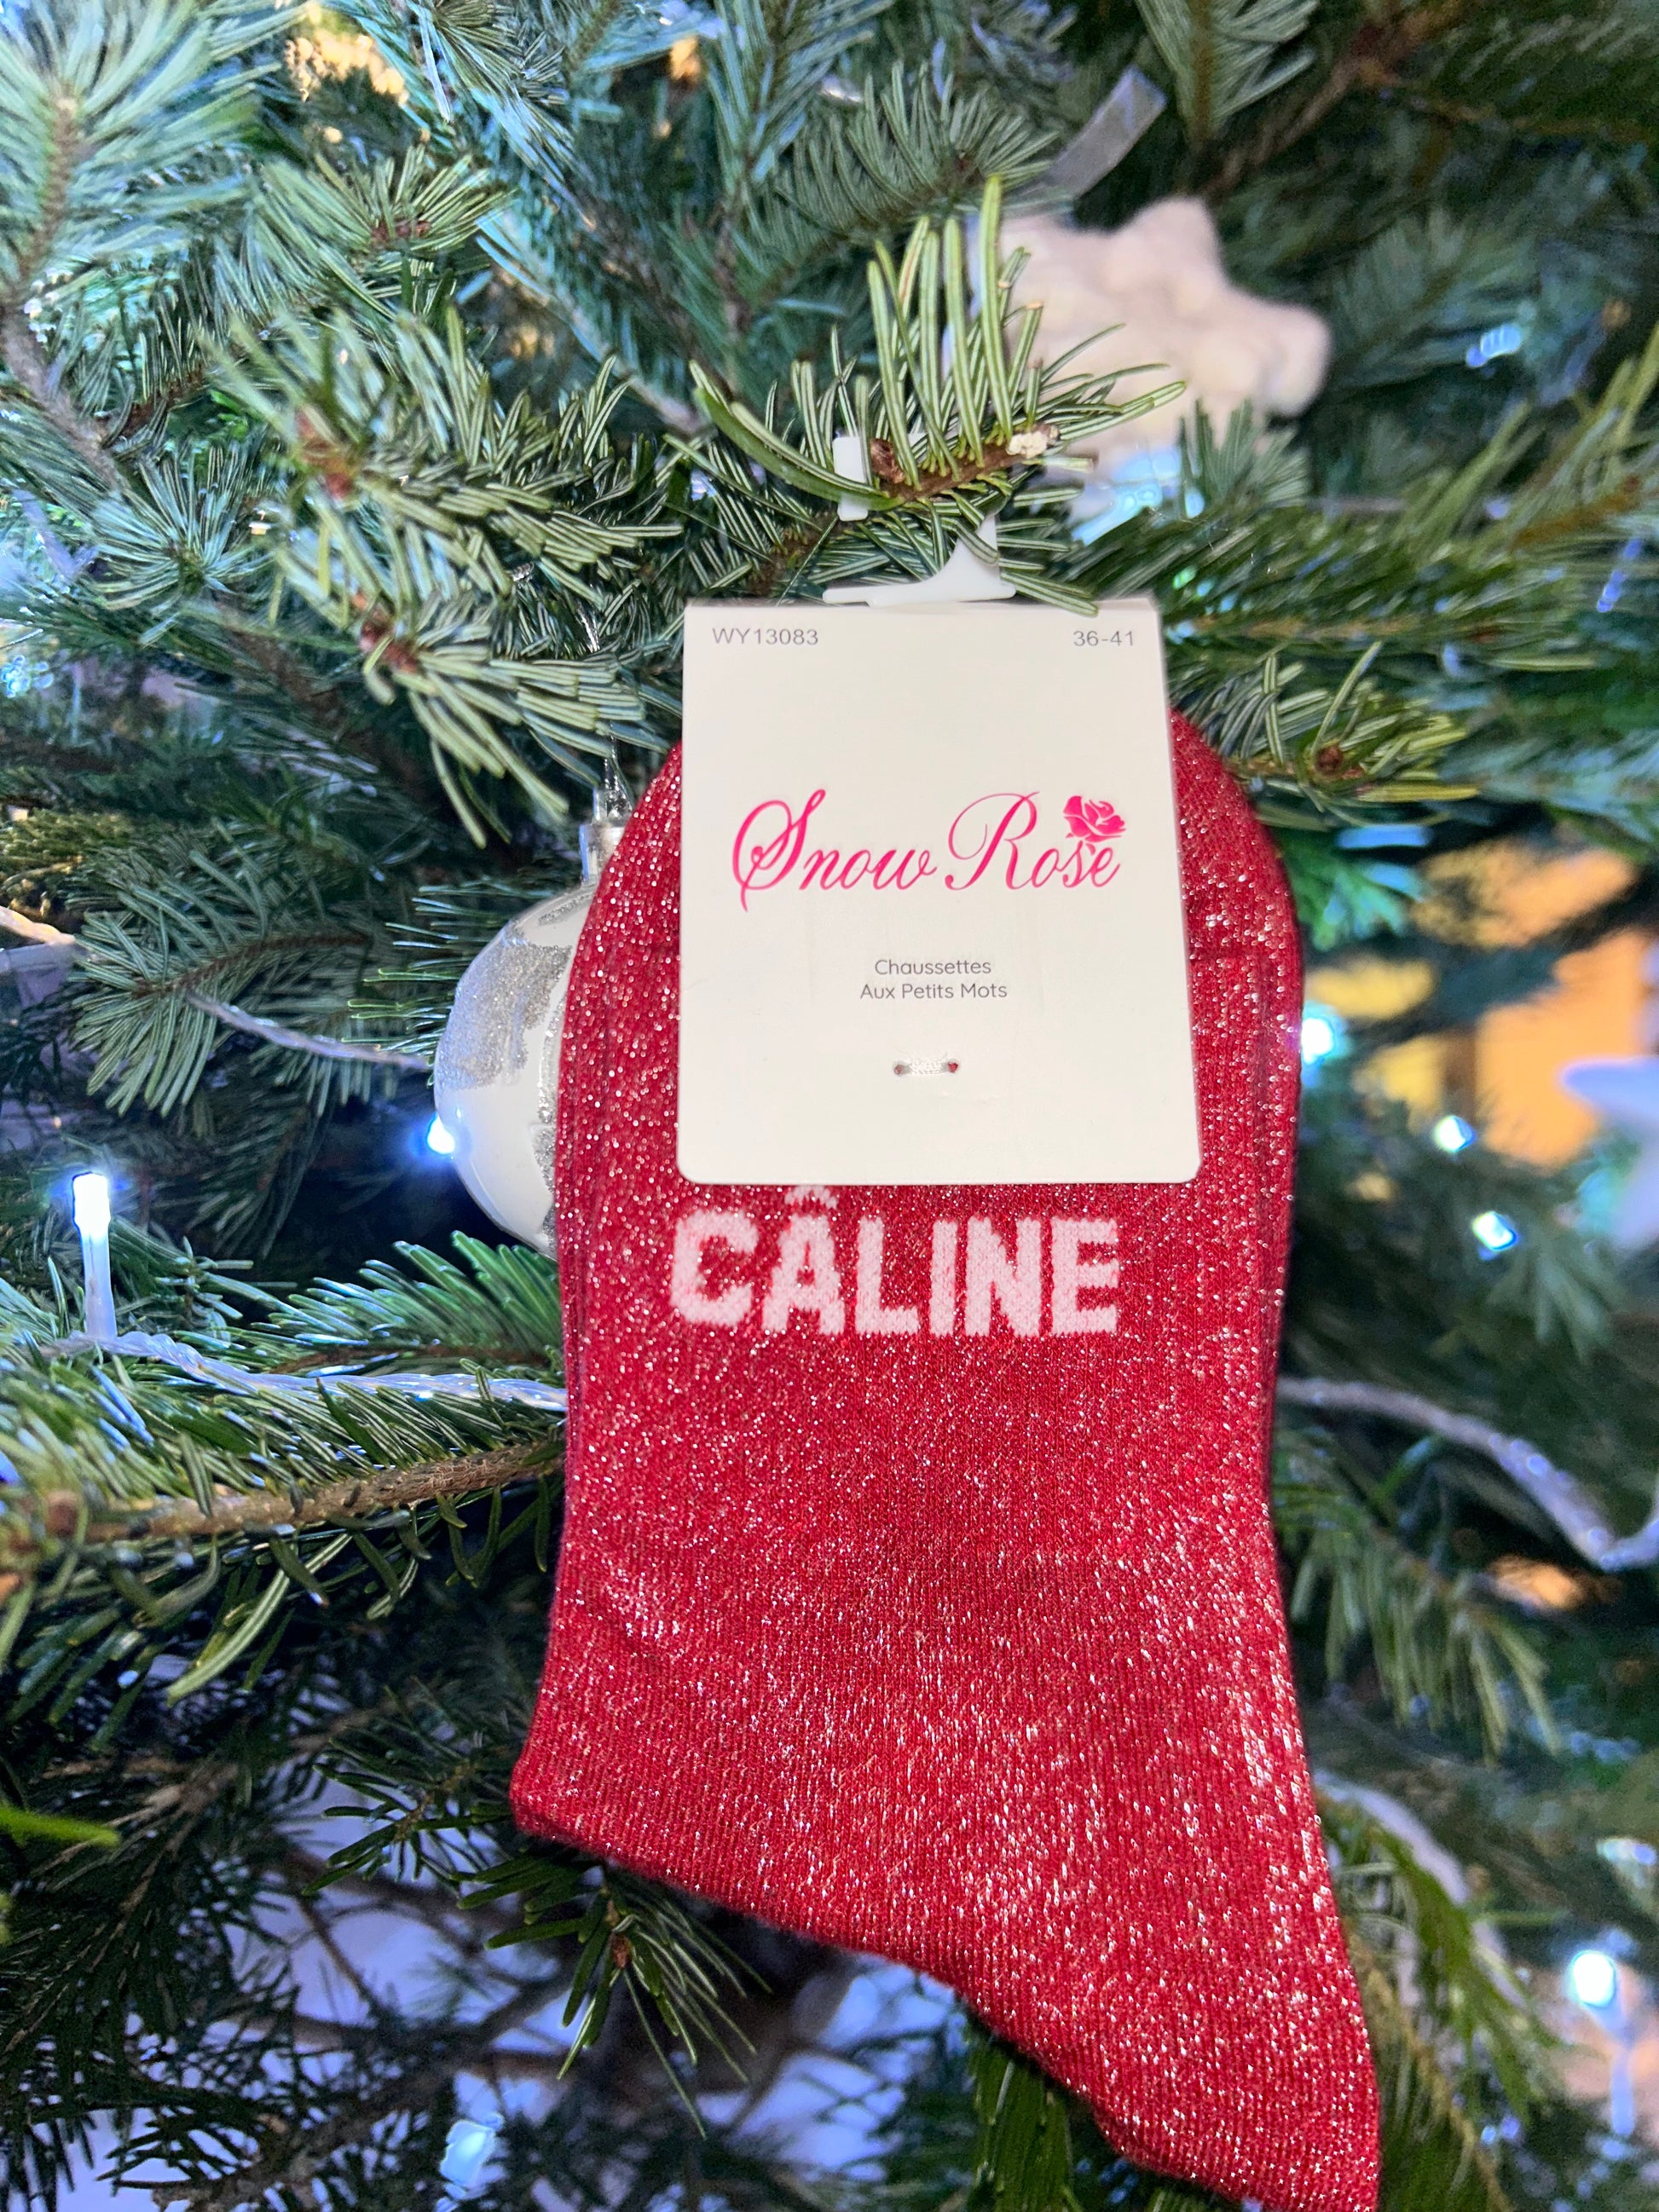 WY13083 36-41
Snow Rose
Chaussettes
Aux Petits Mots
CÂLINE